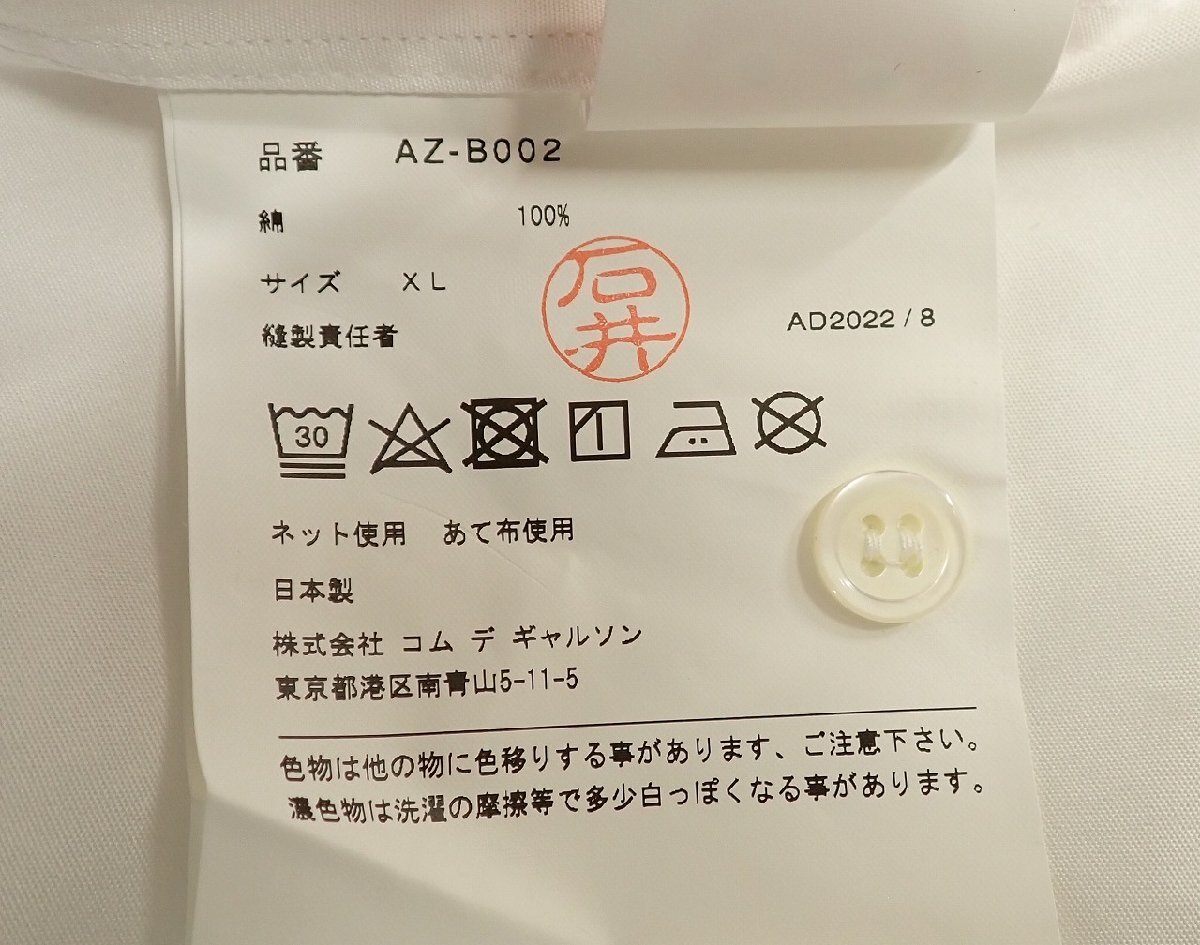 品番 AZ-B002
綿 100%
サイズ XL
縫製責任者 石井 AD2022/8
30
ネット使用 あて布使用
日本製
株式会社 コム デ ギャルソン
東京都港区南青山5-11-5
色物は他の物に色移りする事があります、ご注意下さい。
濃色物は洗濯の摩擦等で多少白っぽくなる事があります。